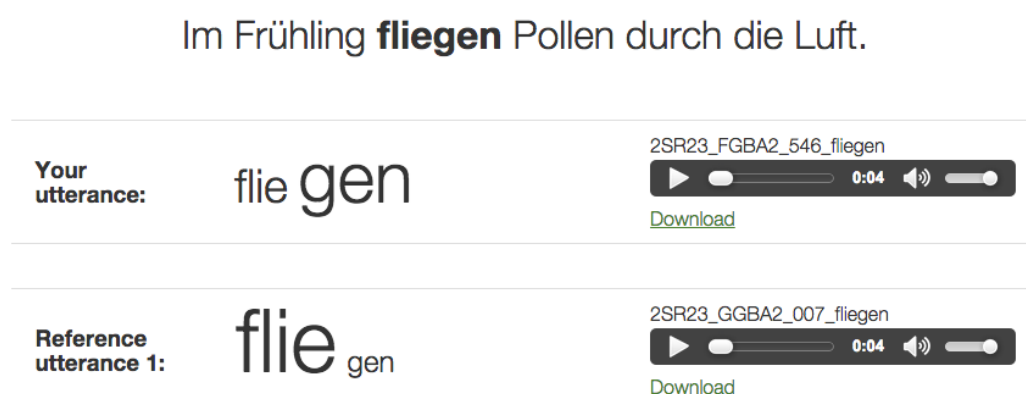 Im Frühling fliegen Pollen durch die Luft.
2SR23_FGBA2_546_fliegen
Your
utterance:
flie gen
0:04
Download
2SR23_GGBA2_007_fliegen
Reference
utterance 1:
flie gen
0:04
Download